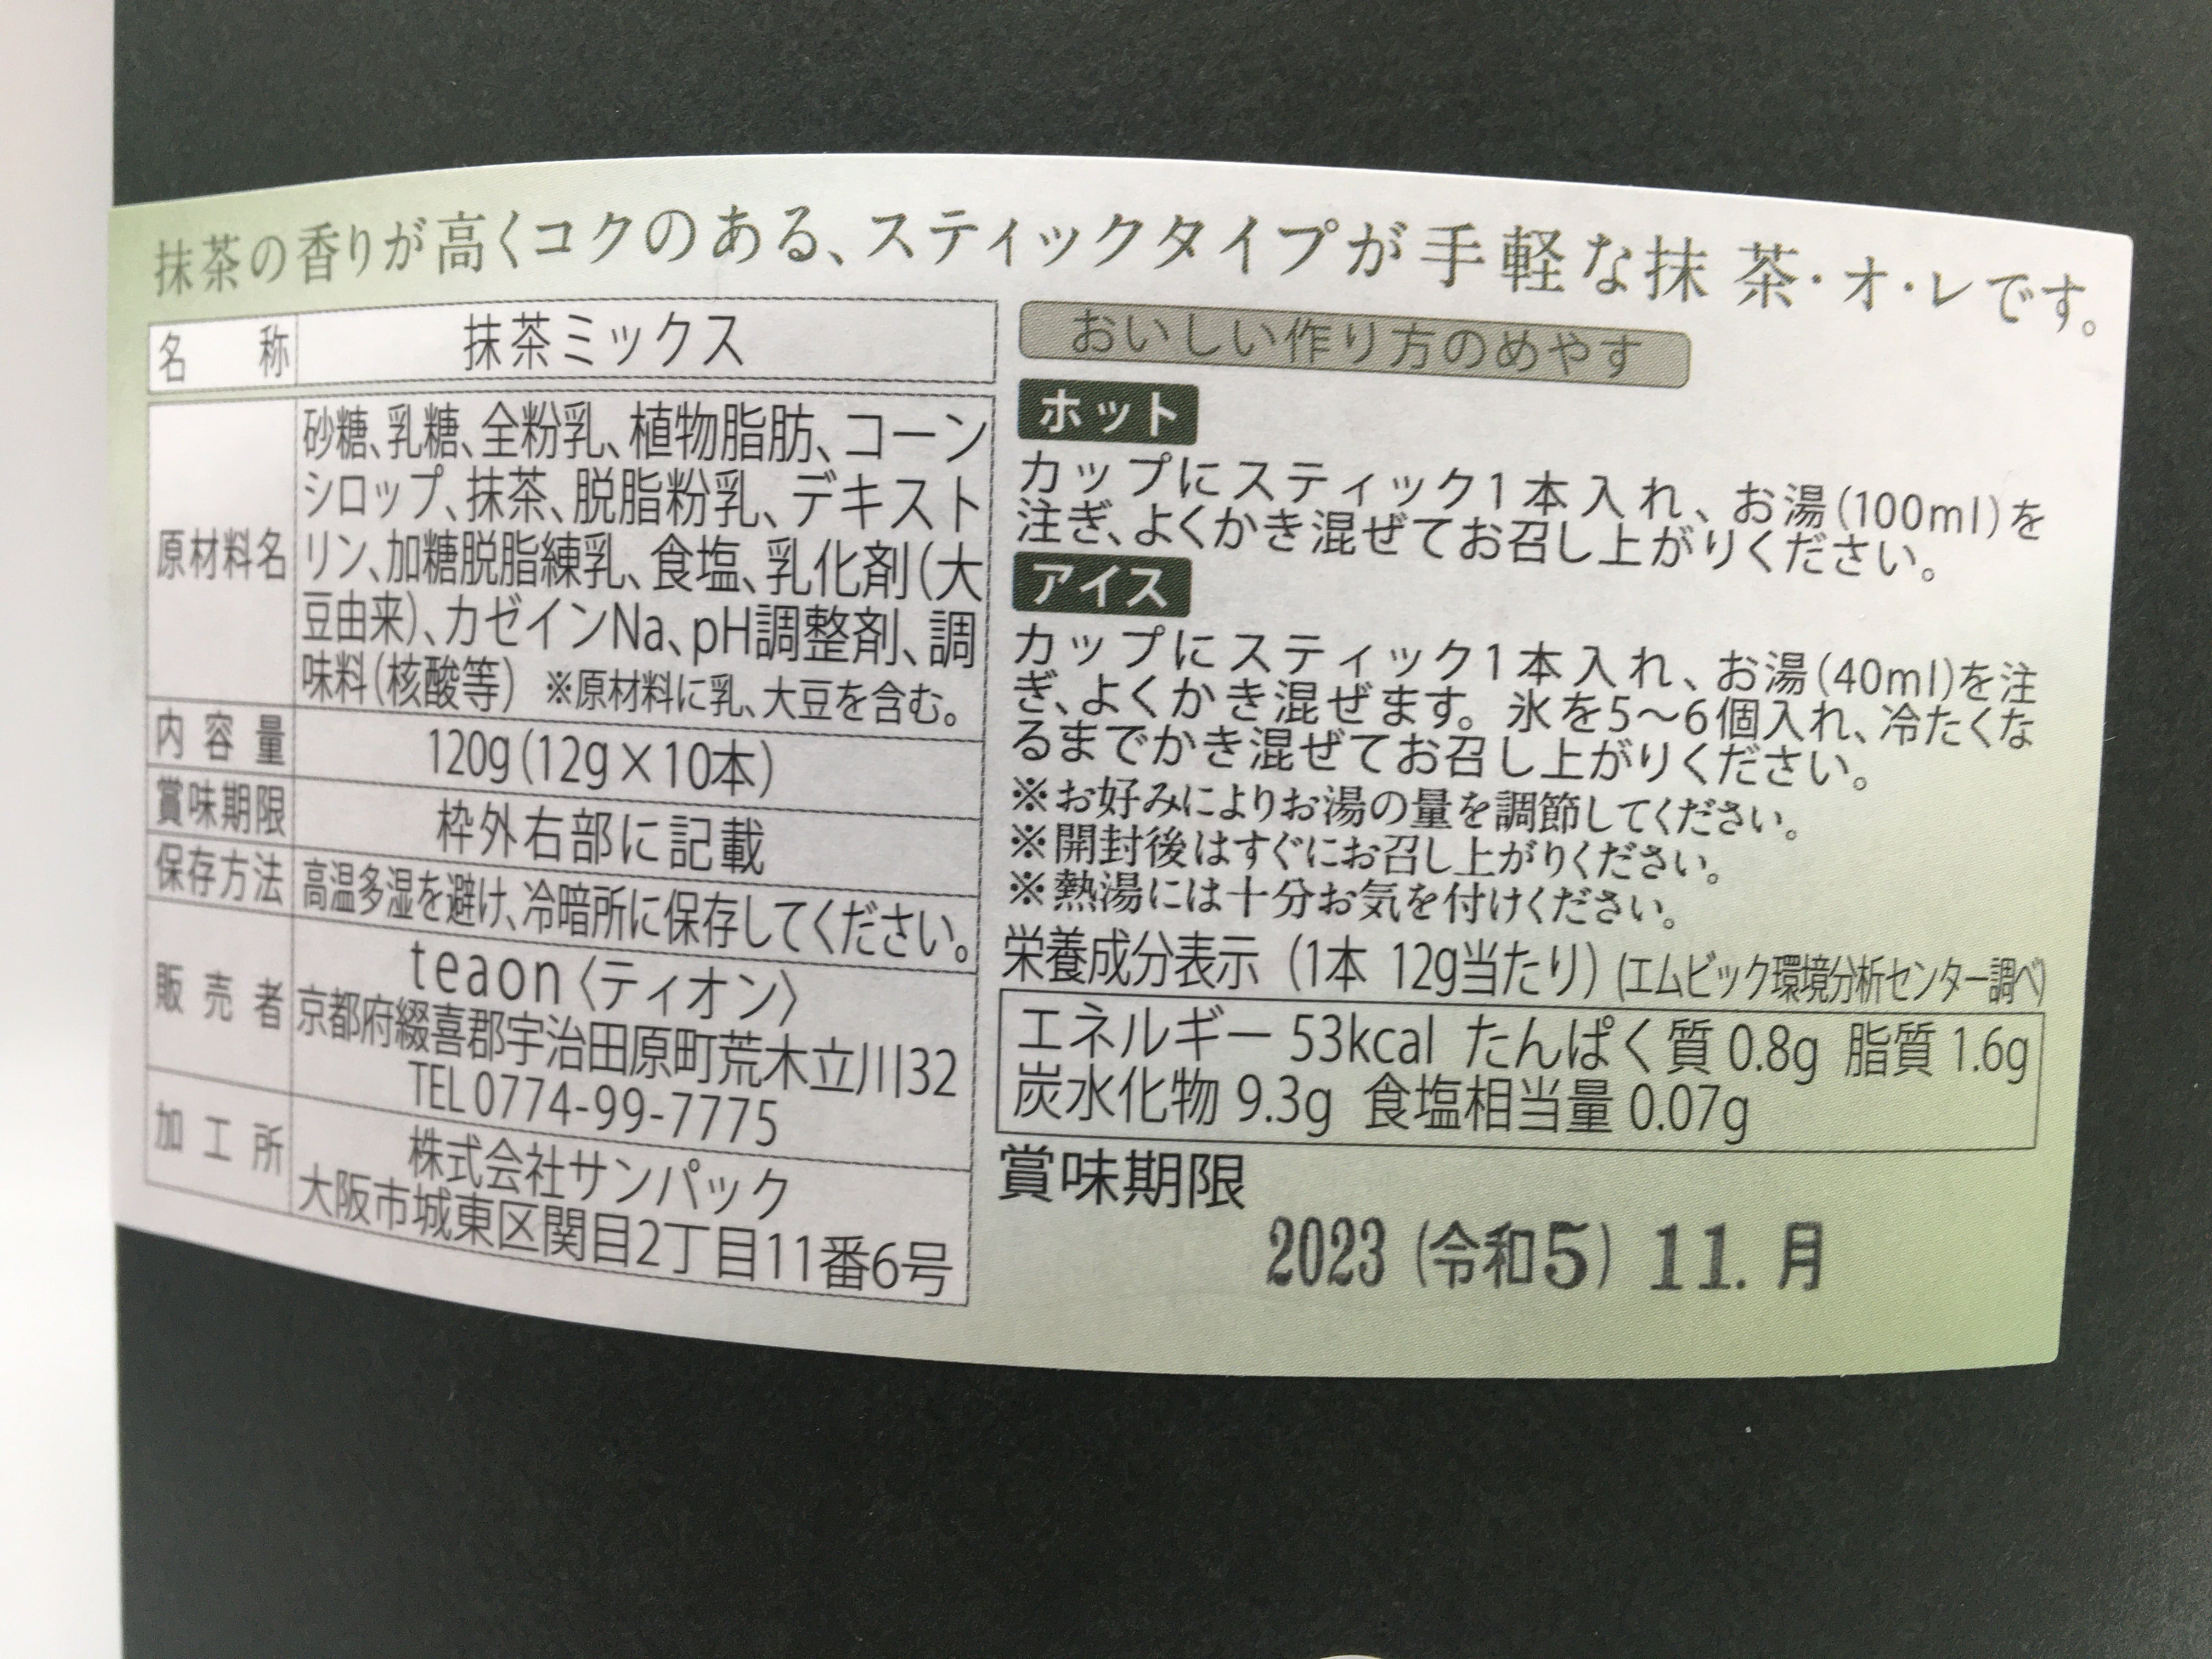 抹茶の香りが高くコクのある、スティックタイプが手軽な抹茶・オ・レです。
名称 抹茶ミックス
原材料名
砂糖、乳糖、全粉乳、植物脂肪、コーン
シロップ、抹茶、脱脂粉乳、デキスト
リン、加糖脱脂練乳、食塩、乳化剤(大
豆由来)、カゼインNa、pH調整剤、調
味料(核酸等) ※原材料に乳、大豆を含む。
内容量 120g(12g×10本)
賞味期限 枠外右部に記載
保存方法 高温多湿を避け、冷暗所に保存してください。
販売者
teaon〈ティオン〉
京都府綴喜郡宇治田原町荒木立川32
TEL0774-99-7775
加工所
株式会社サンパック
大阪市城東区関目2丁目11番6号
おいしい作り方のめやす
ホット
カップにスティック1本入れ、お湯(100ml)を
注ぎ、よくかき混ぜてお召し上がりください。
アイス
カップにスティック1本入れ、お湯(40ml)を注
ぎ、よくかき混ぜます。氷を5〜6個入れ、冷たくな
るまでかき混ぜてお召し上がりください。
※お好みによりお湯の量を調節してください。
※開封後はすぐにお召し上がりください。
※熱湯には十分お気を付けください。
栄養成分表示 (1本 12g当たり) (エムビック環境分析センター調べ)
エネルギー 53kcal たんぱく質 0.8g 脂質 1.6g
炭水化物 9.3g 食塩相当量 0.07g
賞味期限
2023 (令和5) 11.月